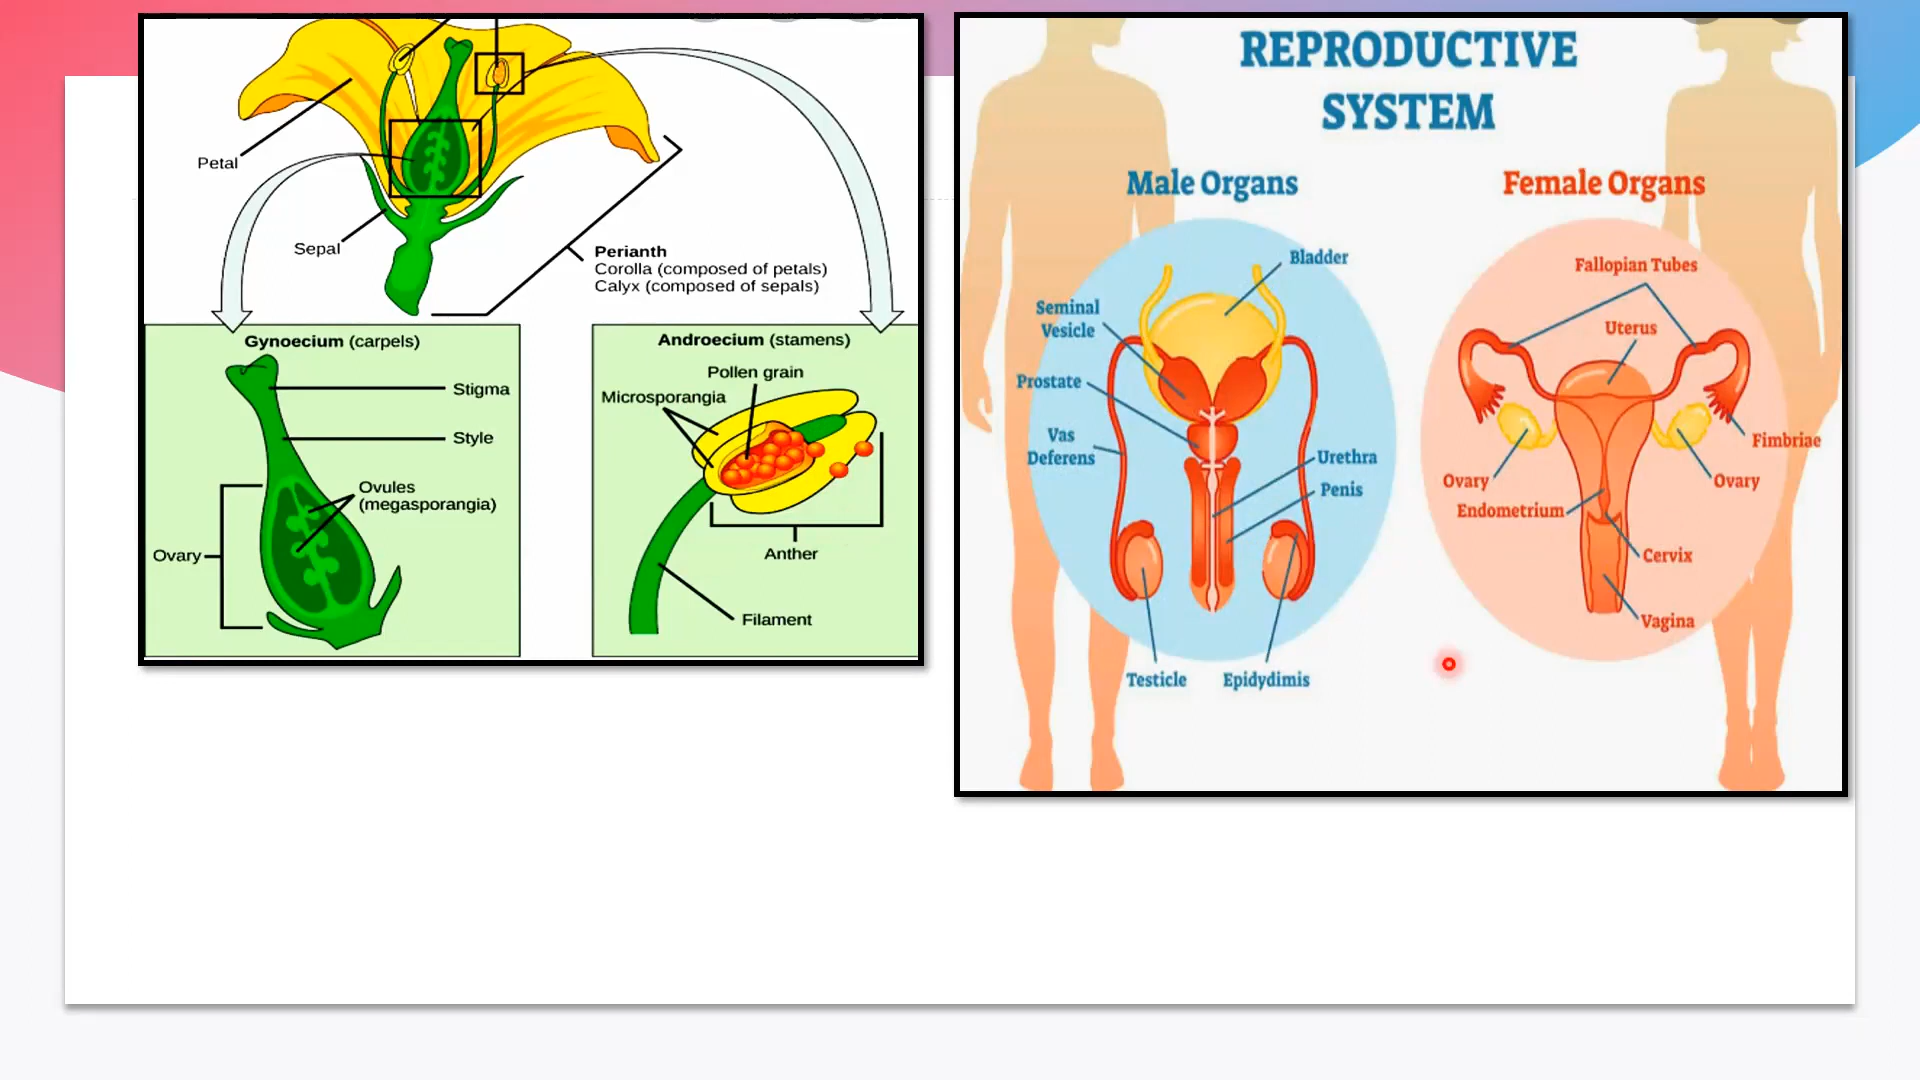 Petal
Sepal
Perianth
Corolla (composed of petals)
Calyx (composed of sepals)
Gynoecium (carpels)
Stigma
Style
Ovules
(megasporangia)
Ovary
Androecium (stamens)
Pollen grain
Microsporangia
Anther
Filament
REPRODUCTIVE
SYSTEM
Male Organs
Bladder
Seminal
Vesicle
Prostate
Vas
Deferens
Urethra
Penis
Testicle
Epidydimis
Female Organs
Fallopian Tubes
Uterus
Fimbriae
Ovary
Ovary
Endometrium
Cervix
Vagina